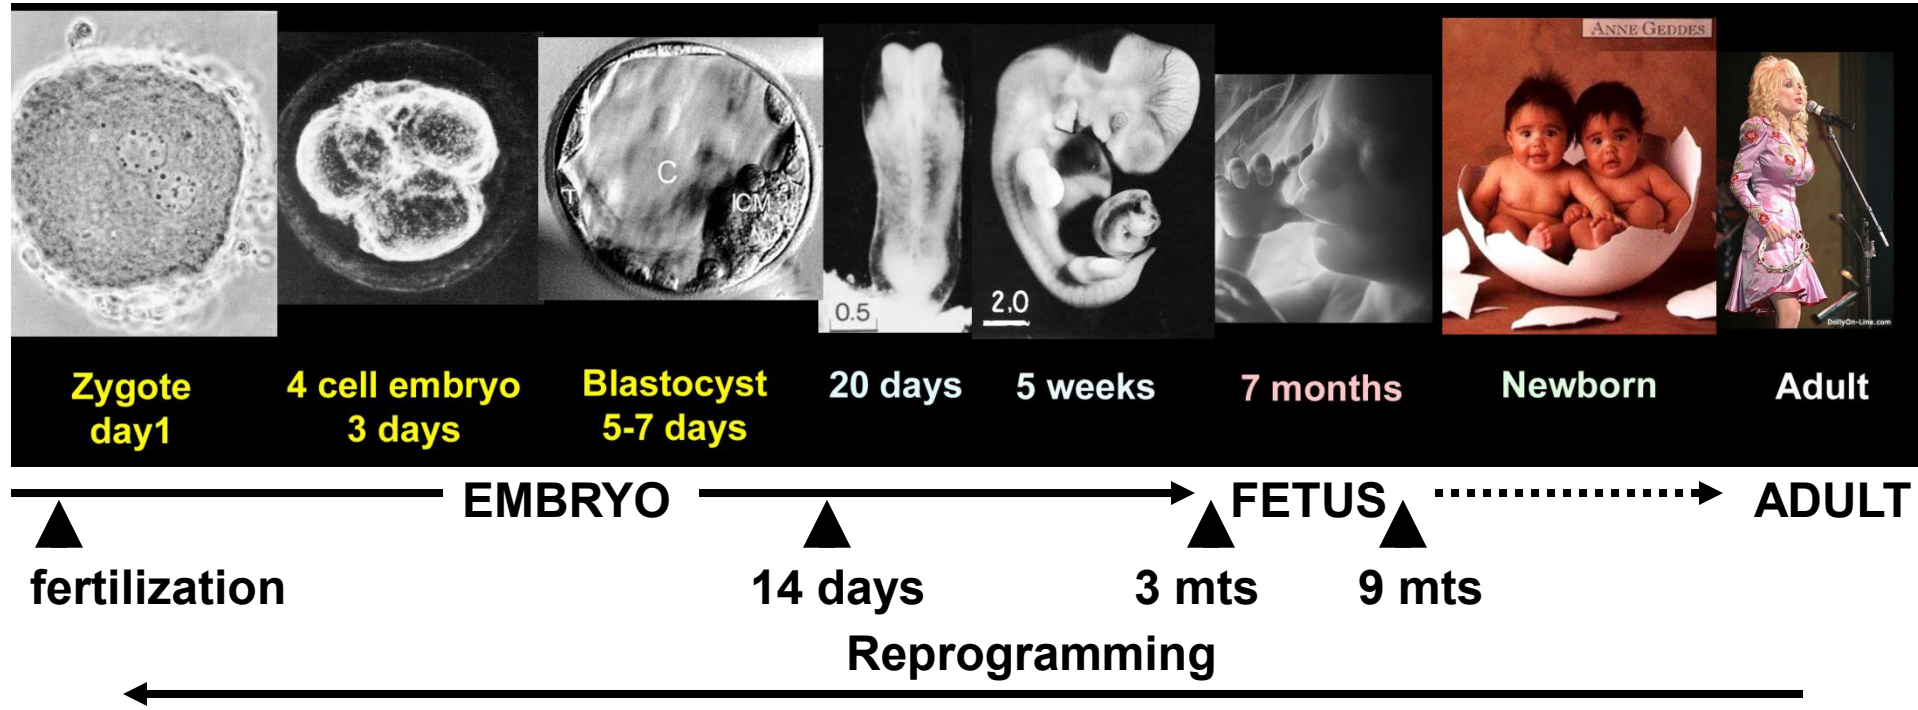 ANNE GEDDES
C
T
ICM
0.5
2,0
DollyOn-Line.com
Zygote
day1
4 cell embryo
3 days
Blastocyst
5-7 days
20 days
5 weeks
7 months
Newborn
Adult
EMBRYO
FETUS
ADULT
fertilization
14 days
3 mts
9 mts
Reprogramming